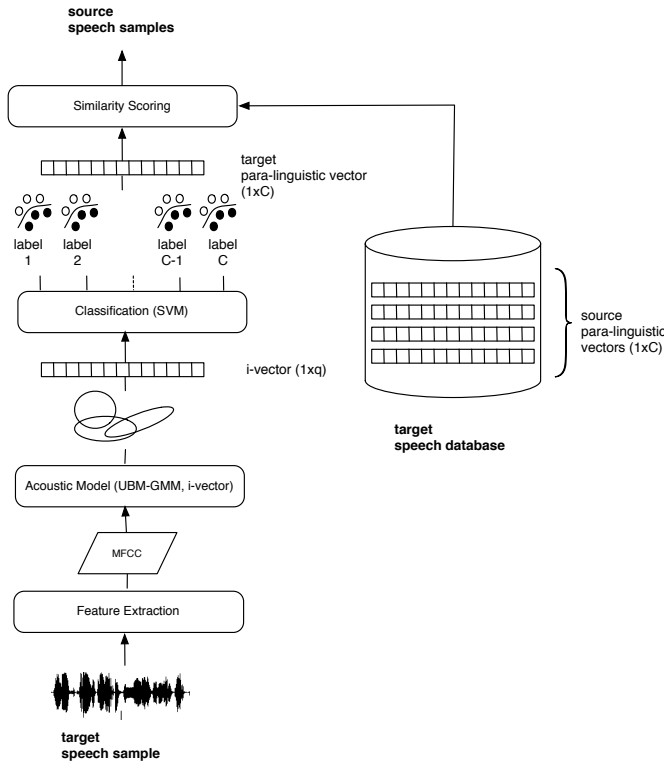 source
speech samples
Similarity Scoring
target
para-linguistic vector
(1xC)
label
1
label
2
label
C-1
label
C
Classification (SVM)
i-vector (1xq)
source
para-linguistic
vectors (1xC)
target
speech database
Acoustic Model (UBM-GMM, i-vector)
MFCC
Feature Extraction
target
speech sample